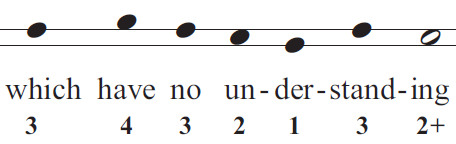 which have no un-der-stand-ing
3 4 3 2 1 3 2+